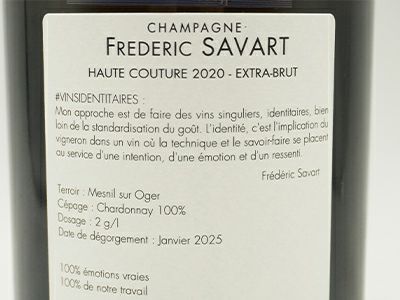 CHAMPAGNE
FREDERIC SAVART
HAUTE COUTURE 2020 - EXTRA-BRUT
#VINSIDENTITAIRES :
Mon approche est de faire des vins singuliers, identitaires, bien
loin de la standardisation du goût. L'identité, c'est l'implication du
vigneron dans un vin où la technique et le savoir-faire se placent
au service d'une intention, d'une émotion et d'un ressenti.
Frédéric Savart
Terroir : Mesnil sur Oger
Cépage : Chardonnay 100%
Dosage : 2 g/l
Date de dégorgement : Janvier 2025
100% émotions vraies
100% de notre travail